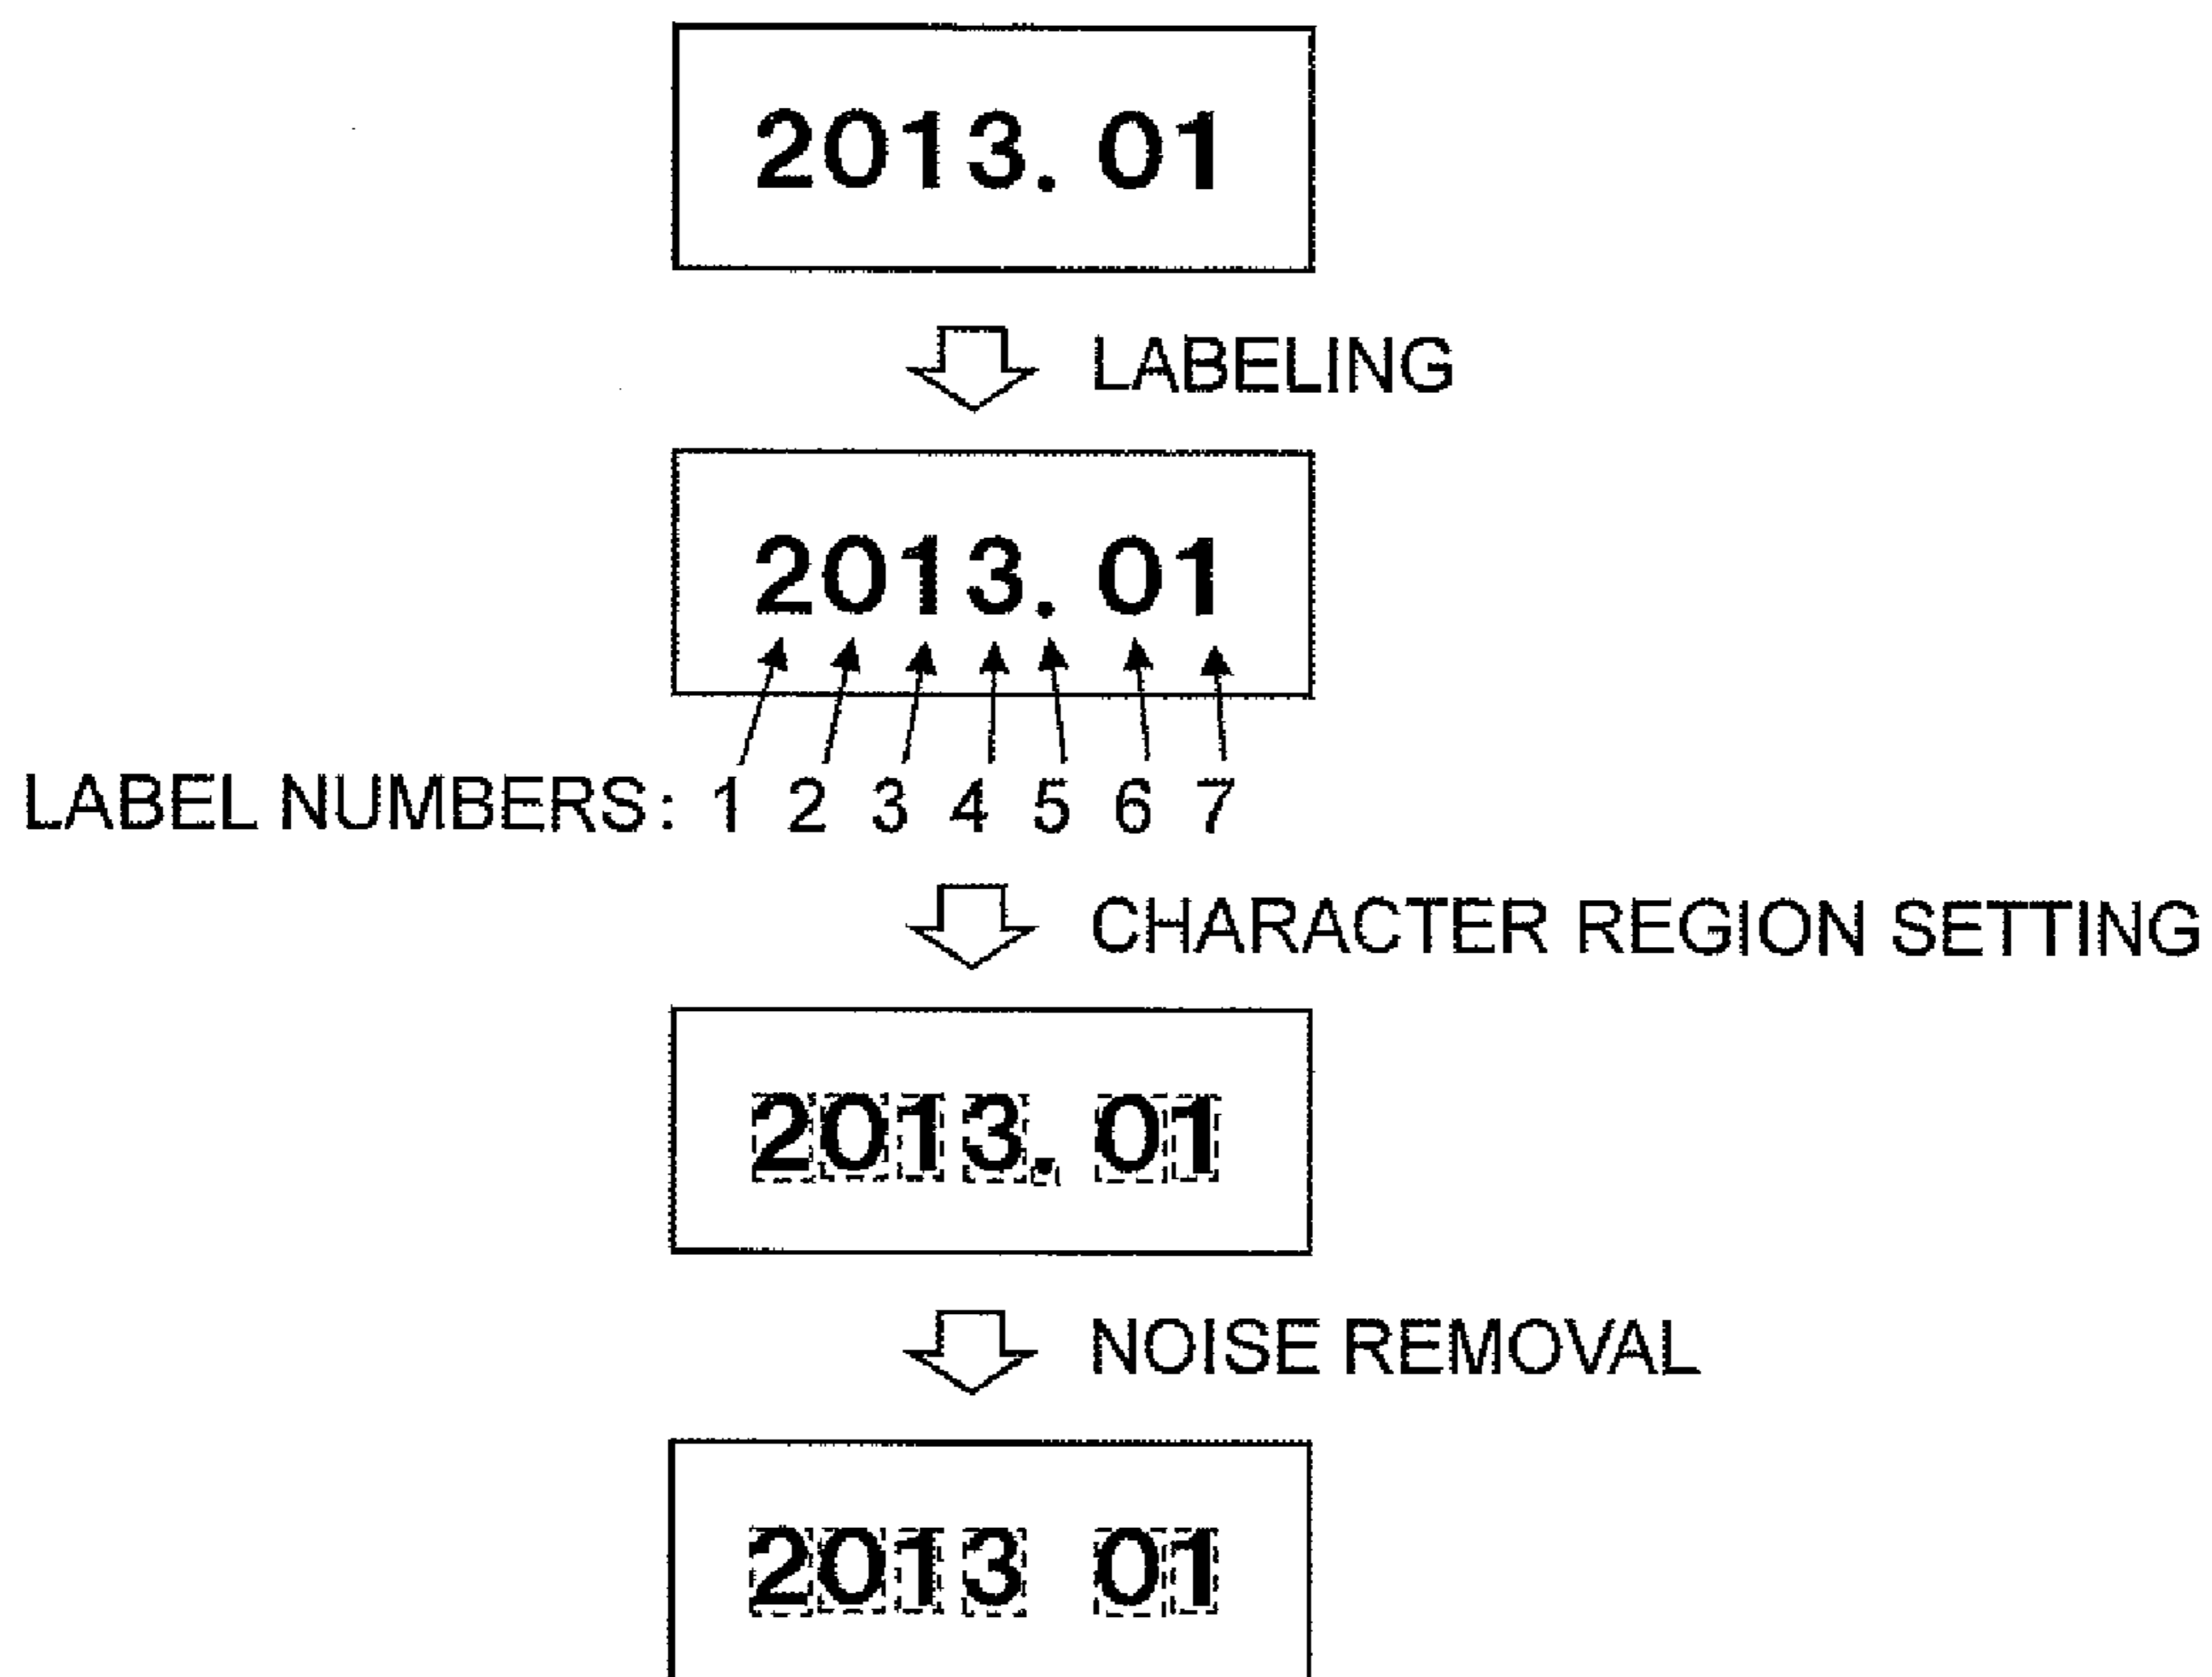 2013. 01
LABELING
2013. 01
LABEL NUMBERS: 1 2 3 4 5 6 7
CHARACTER REGION SETTING
2013. 01
NOISE REMOVAL
2013 01